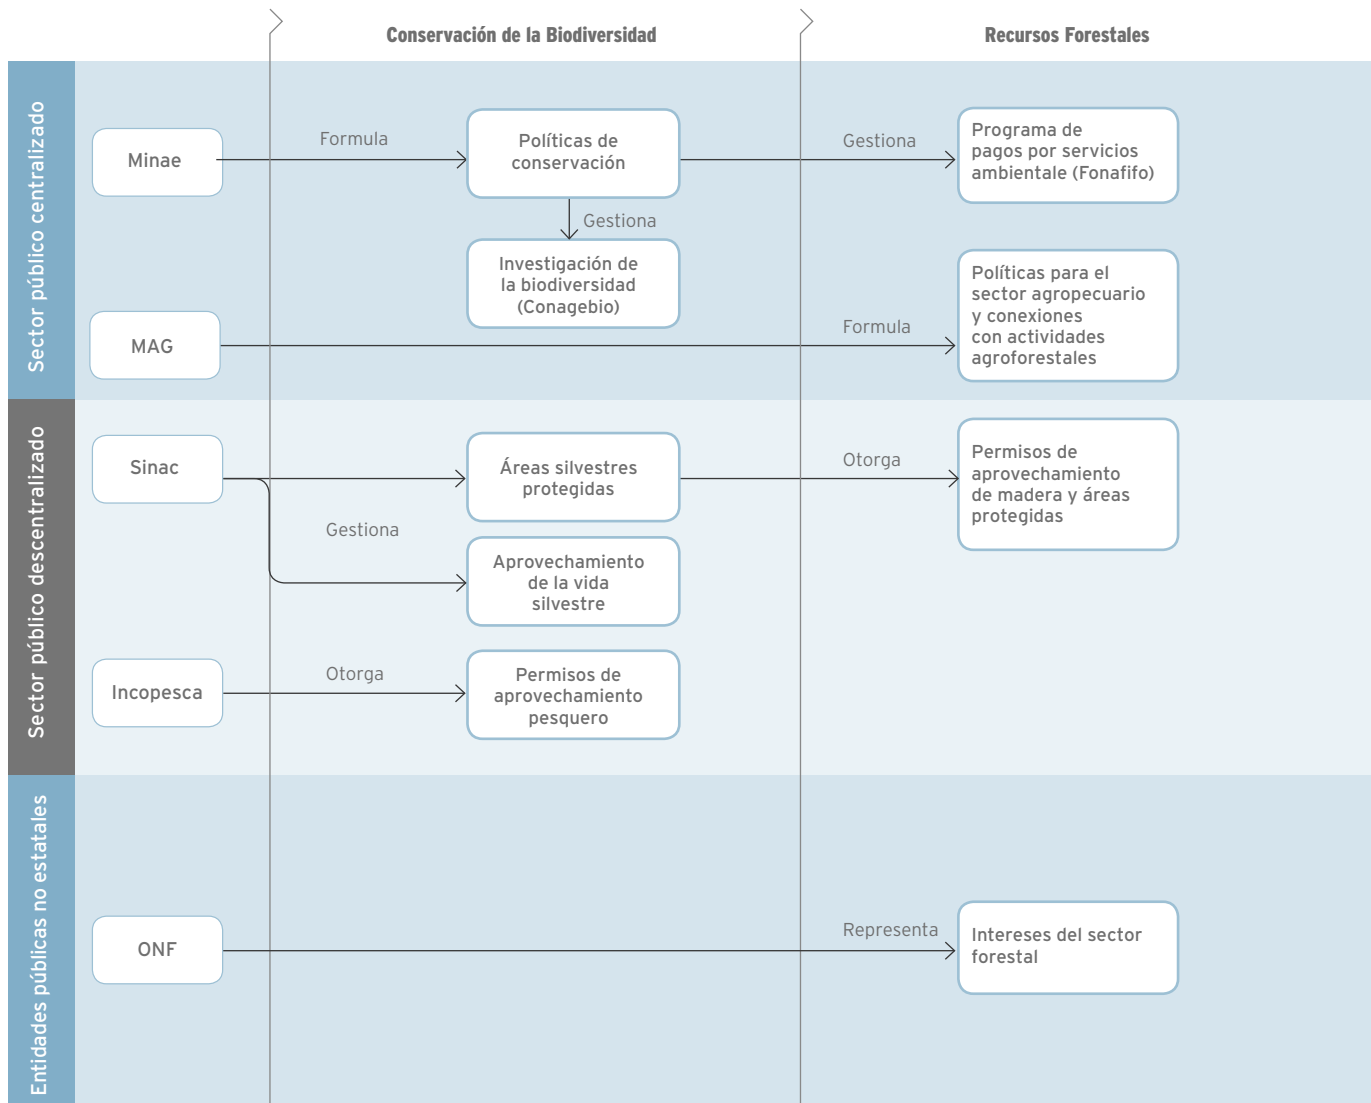 Conservación de la Biodiversidad
Recursos Forestales
Sector público centralizado
Minae
Formula
Políticas de
conservación
Gestiona
Programa de
pagos por servicios
ambientale (Fonafifo)
Gestiona
Investigación de
la biodiversidad
(Conagebio)
MAG
Formula
Políticas para el
sector agropecuario
y conexiones
con actividades
agroforestales
Sector público descentralizado
Sinac
Gestiona
Áreas silvestres
protegidas
Otorga
Permisos de
aprovechamiento
de madera y áreas
protegidas
Aprovechamiento
de la vida
silvestre
Incopesca
Otorga
Permisos de
aprovechamiento
pesquero
Entidades públicas no estatales
ONF
Representa
Intereses del sector
forestal